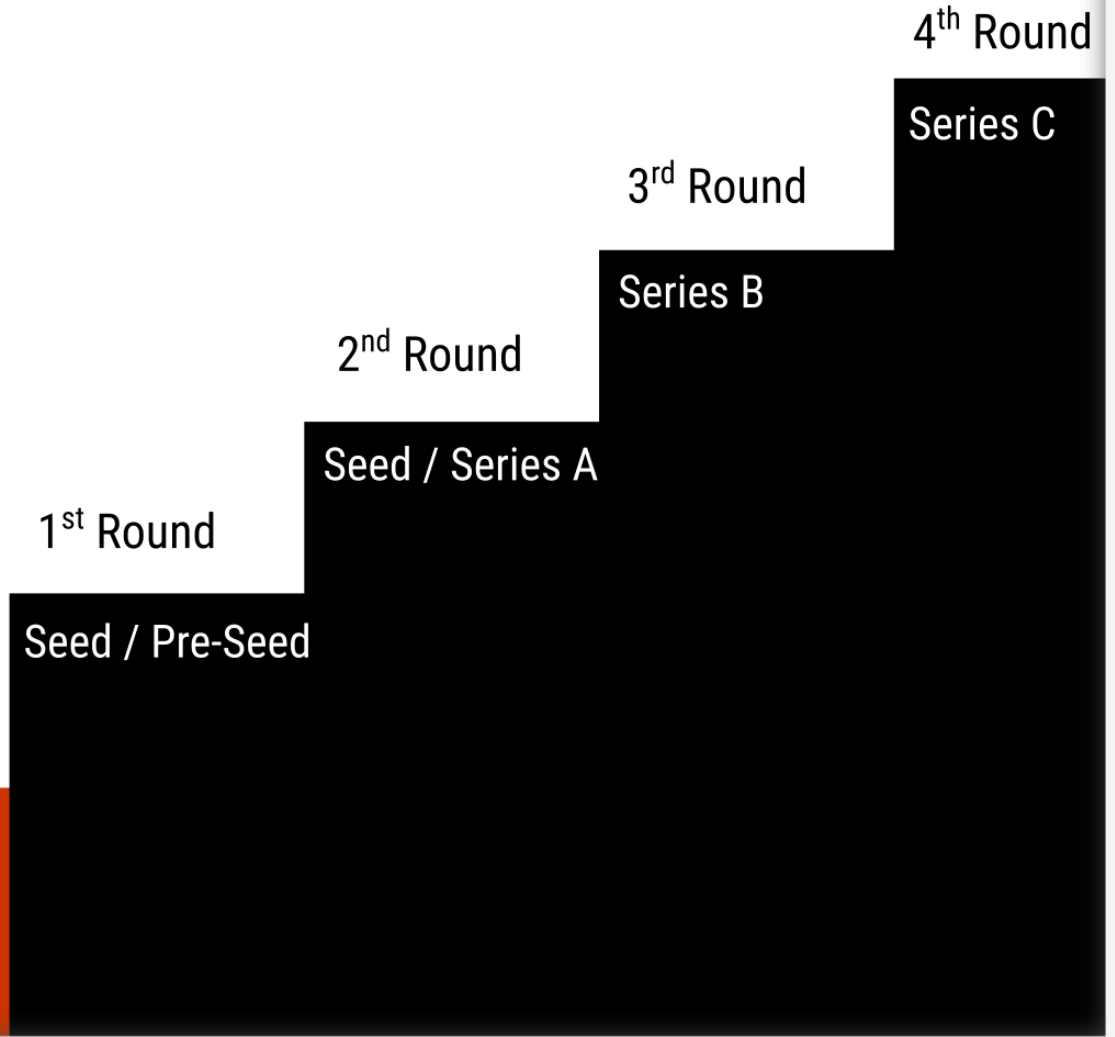 4th Round
Series C
3rd Round
Series B
2nd Round
Seed / Series A
1st Round
Seed / Pre-Seed